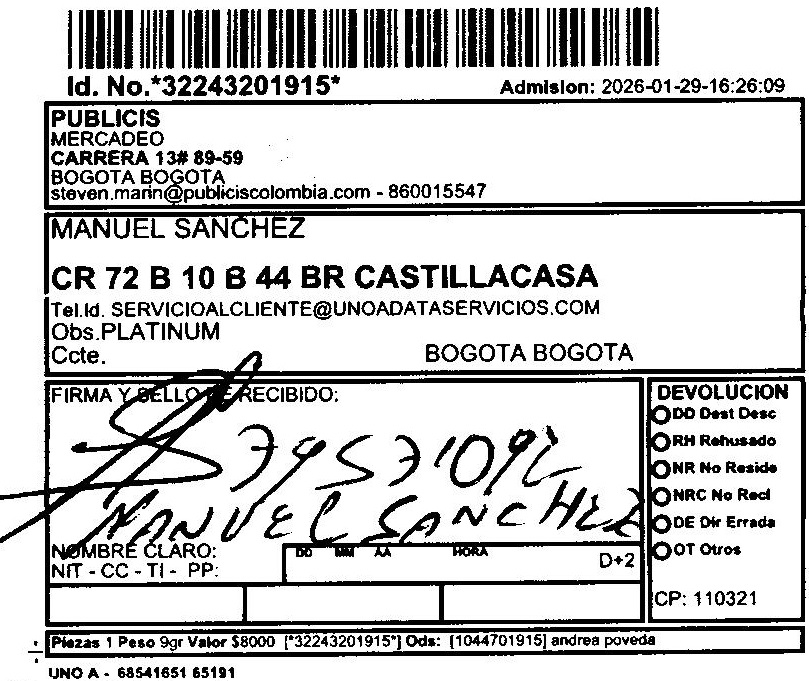 Id. No.*32243201915*
Admision: 2026-01-29-16:26:09
PUBLICIS
MERCADEO
CARRERA 13# 89-59
BOGOTA BOGOTA
steven.marin@publiciscolombia.com - 860015547
MANUEL SANCHEZ
CR 72 B 10 B 44 BR CASTILLACASA
Tel.Id. SERVICIOALCLIENTE@UNOADATASERVICIOS.COM
Obs.PLATINUM
Ccte. BOGOTA BOGOTA
FIRMA Y SELLO DE RECIBIDO:
MANUEL SANCHEZ
NOMBRE CLARO:
NIT - CC - TI - PP:
DD MM AA HORA
D+2
DEVOLUCION
DD Dest Desc
RH Rehusado
NR No Reside
NRC No Recl
DE Dir Errada
OT Otros
CP: 110321
Piezas 1 Peso 9gr Valor $8000 [*32243201915*] Ods: [1044701915] andrea poveda
UNO A - 68541651 65191